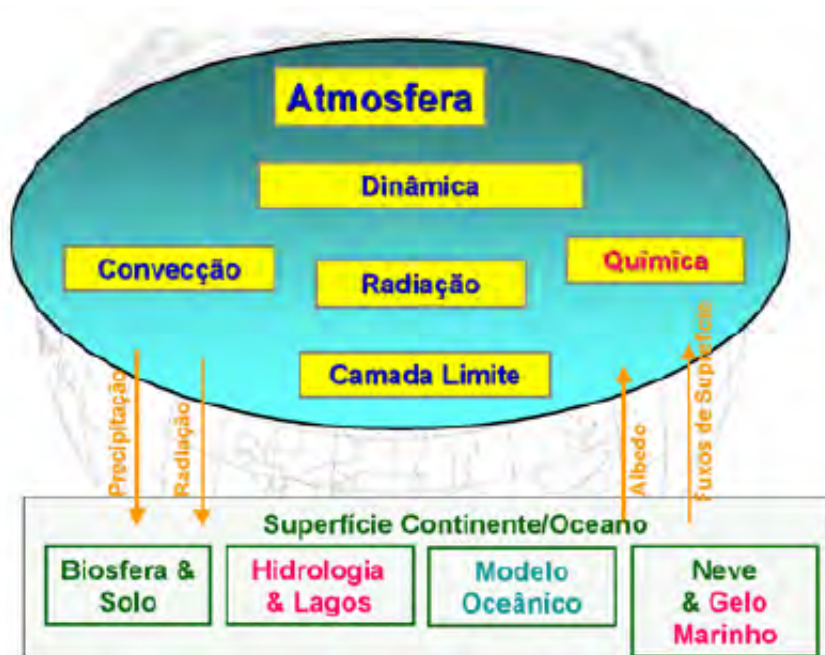 Atmosfera
Dinâmica
Convecção
Radiação
Química
Camada Limite
Precipitação
Radiação
Albedo
Fuxos de Supreficie
Superfície Continente/Oceano
Biosfera &
Solo
Hidrologia
& Lagos
Modelo
Oceânico
Neve
& Gelo
Marinho